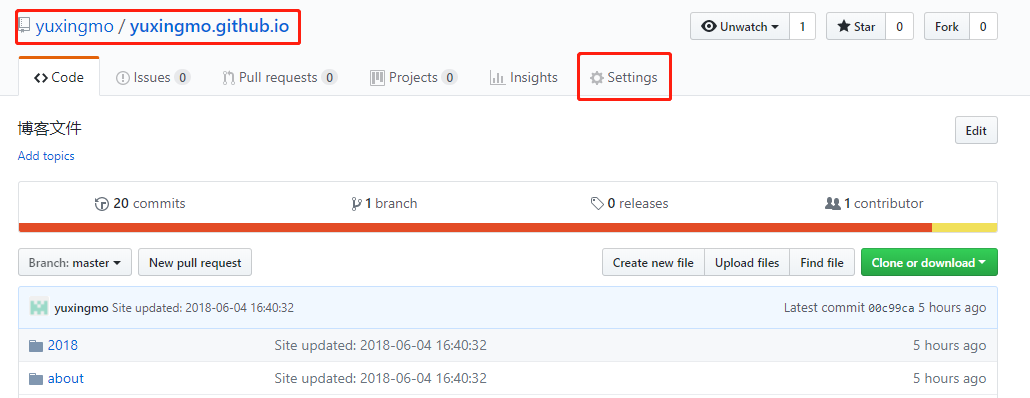 yuxingmo / yuxingmo.github.io Unwatch 1 Star 0 Fork 0
Code Issues 0 Pull requests 0 Projects 0 Insights Settings
博客文件 Edit
Add topics
20 commits 1 branch 0 releases 1 contributor
Branch: master New pull request Create new file Upload files Find file Clone or download
yuxingmo Site updated: 2018-06-04 16:40:32 Latest commit 00c99ca 5 hours ago
2018 Site updated: 2018-06-04 16:40:32 5 hours ago
about Site updated: 2018-06-04 16:40:32 5 hours ago